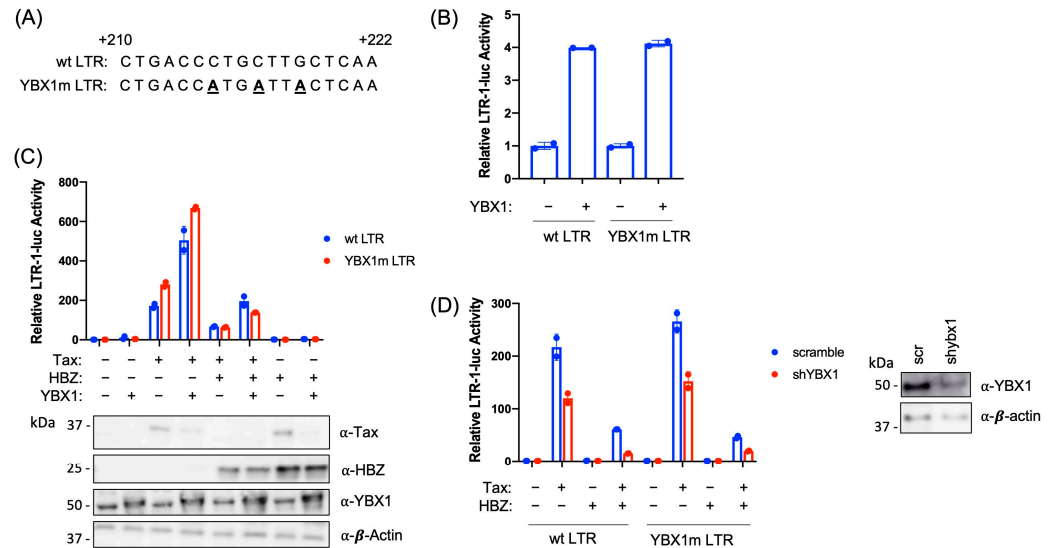 (A)
+210 +222
wt LTR: C T G A C C C T G C T T G C T C A A
YBX1m LTR: C T G A C C A T G A T T A C T C A A
(B)
Relative LTR-1-luc Activity
5
4
3
2
1
0
YBX1: – + – +
wt LTR YBX1m LTR
(C)
Relative LTR-1-luc Activity
800
600
400
200
0
wt LTR
YBX1m LTR
Tax: – – + + + + – –
HBZ: – – – – + + + +
YBX1: – + – + – + – +
kDa
37 - α-Tax
25 - α-HBZ
50 - α-YBX1
37 - α-β-Actin
(D)
Relative LTR-1-luc Activity
300
200
100
0
scramble
shYBX1
Tax: – + – + – + – +
HBZ: – – + + – – + +
wt LTR YBX1m LTR
scr shybx1
kDa
50 - α-YBX1
37 - α-β-actin